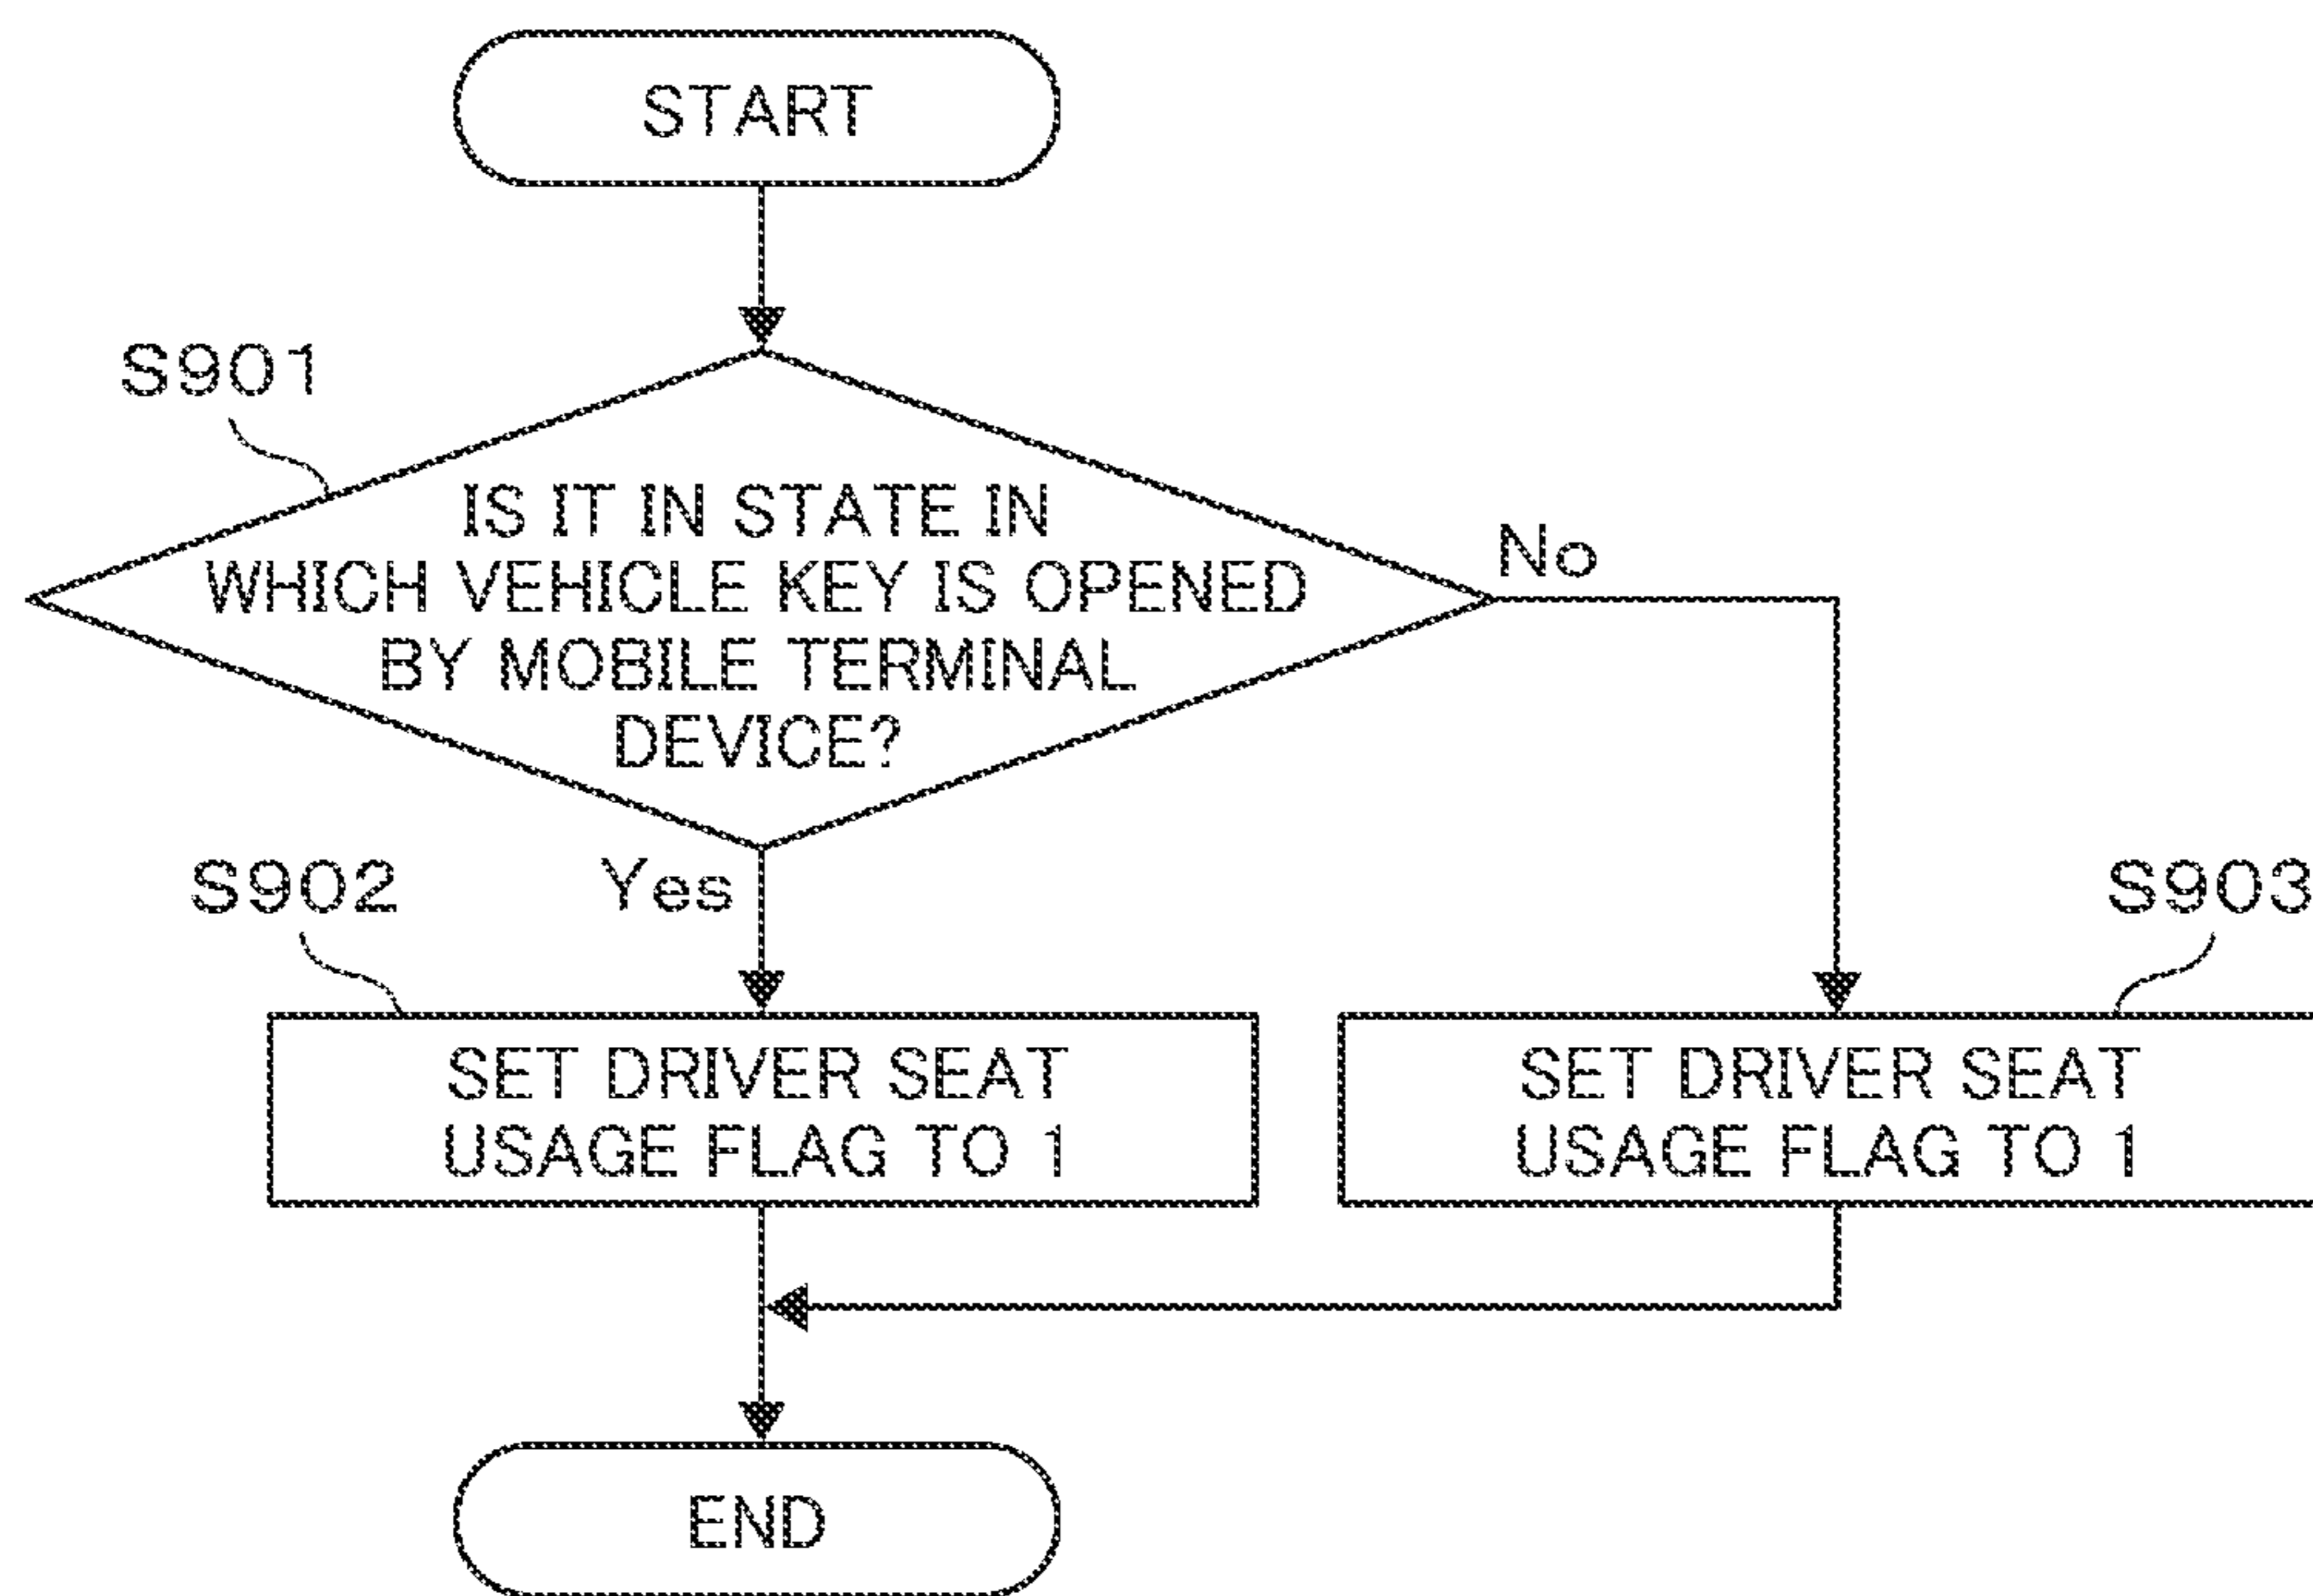 START
S901
IS IT IN STATE IN
WHICH VEHICLE KEY IS OPENED
BY MOBILE TERMINAL
DEVICE?
No
Yes
S902
S903
SET DRIVER SEAT
USAGE FLAG TO 1
SET DRIVER SEAT
USAGE FLAG TO 1
END